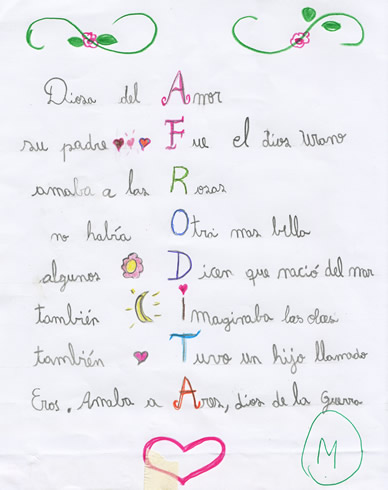 Diosa del Amor
su padre Fue el dios Urano
amaba a las Rosas
no había Otra mas bella
algunos Dicen que nació del mar
también imaginaba las olas
también Tuvo un hijo llamado
Eros. Amaba a Ares, dios de la Guerra
M